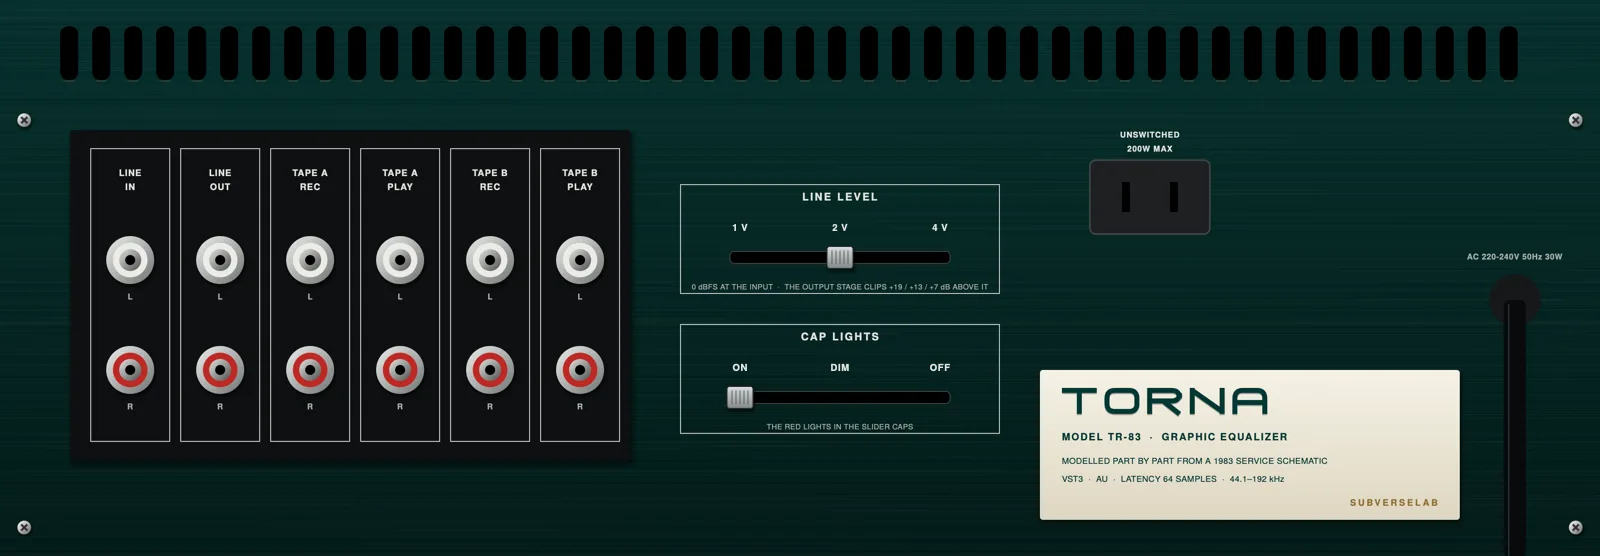 LINE
IN
LINE
OUT
TAPE A
REC
TAPE A
PLAY
TAPE B
REC
TAPE B
PLAY
L
L
L
L
L
L
R
R
R
R
R
R
LINE LEVEL
1 V
2 V
4 V
0 dBFS AT THE INPUT · THE OUTPUT STAGE CLIPS +19 / +13 / +7 dB ABOVE IT
CAP LIGHTS
ON
DIM
OFF
THE RED LIGHTS IN THE SLIDER CAPS
UNSWITCHED
200W MAX
AC 220-240V 50Hz 30W
TORNA
MODEL TR-83 · GRAPHIC EQUALIZER
MODELLED PART BY PART FROM A 1983 SERVICE SCHEMATIC
VST3 · AU · LATENCY 64 SAMPLES · 44.1–192 kHz
SUBVERSELAB